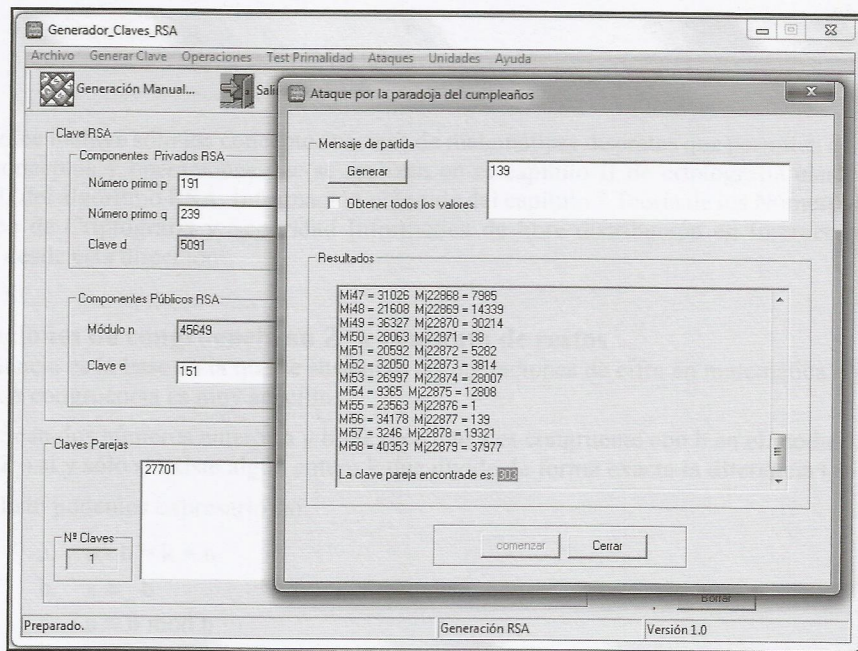 Generador_Claves_RSA
Archivo Generar Clave Operaciones Test Primalidad Ataques Unidades Ayuda
Generación Manual...
Sali
Clave RSA
Componentes Privados RSA
Número primo p 191
Número primo q 239
Clave d 5091
Componentes Públicos RSA
Módulo n 45649
Clave e 151
Claves Parejas
27701
Nº Claves
1
Ataque por la paradoja del cumpleaños
Mensaje de partida
Generar
139
Obtener todos los valores
Resultados
Mi47 = 31026 Mj22868 = 7985
Mi48 = 21608 Mj22869 = 14339
Mi49 = 36327 Mj22870 = 30214
Mi50 = 28063 Mj22871 = 38
Mi51 = 20592 Mj22872 = 5282
Mi52 = 32050 Mj22873 = 3814
Mi53 = 26997 Mj22874 = 28007
Mi54 = 9365 Mj22875 = 12808
Mi55 = 23563 Mj22876 = 1
Mi56 = 34178 Mj22877 = 139
Mi57 = 3246 Mj22878 = 19321
Mi58 = 40353 Mj22879 = 37977
La clave pareja encontrade es: 303
comenzar
Cerrar
Borrar
Preparado.
Generación RSA
Versión 1.0